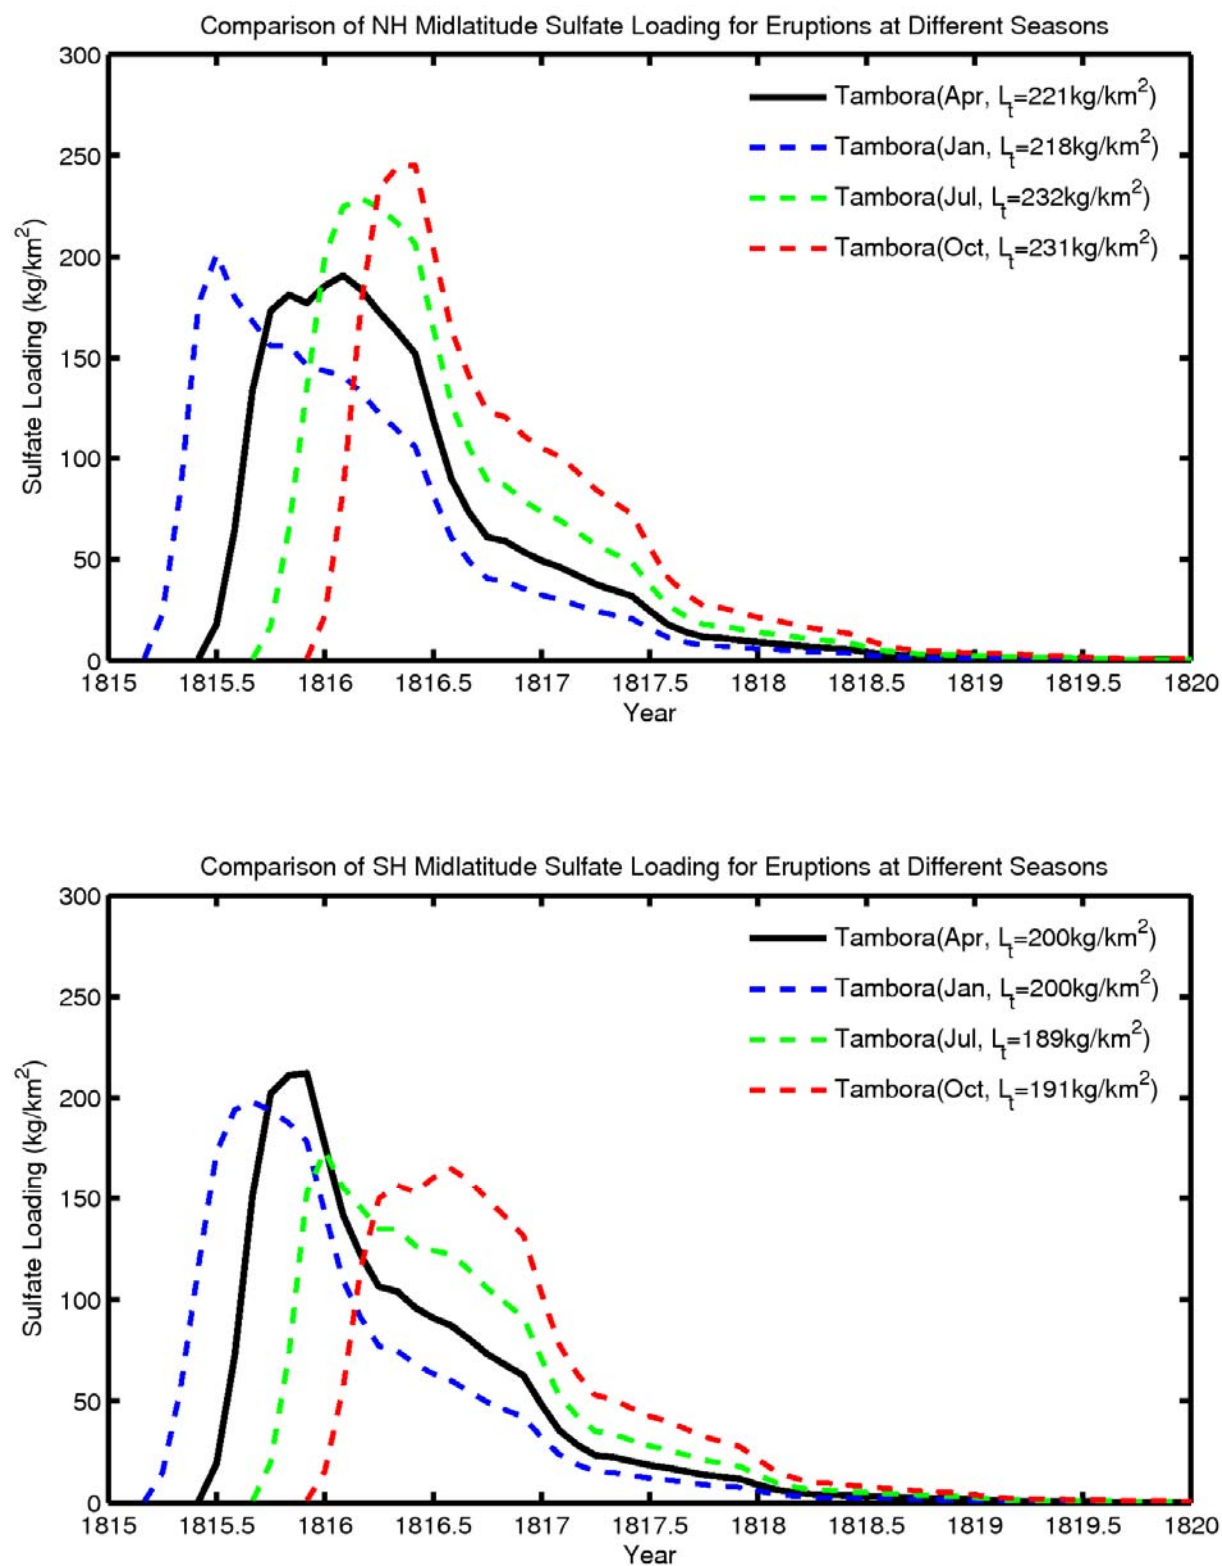 Comparison of NH Midlatitude Sulfate Loading for Eruptions at Different Seasons
300
250
200
150
100
50
0
Sulfate Loading (kg/km²)
Tambora(Apr, Lₜ=221kg/km²)
Tambora(Jan, Lₜ=218kg/km²)
Tambora(Jul, Lₜ=232kg/km²)
Tambora(Oct, Lₜ=231kg/km²)
1815 1815.5 1816 1816.5 1817 1817.5 1818 1818.5 1819 1819.5 1820
Year
Comparison of SH Midlatitude Sulfate Loading for Eruptions at Different Seasons
300
250
200
150
100
50
0
Sulfate Loading (kg/km²)
Tambora(Apr, Lₜ=200kg/km²)
Tambora(Jan, Lₜ=200kg/km²)
Tambora(Jul, Lₜ=189kg/km²)
Tambora(Oct, Lₜ=191kg/km²)
1815 1815.5 1816 1816.5 1817 1817.5 1818 1818.5 1819 1819.5 1820
Year